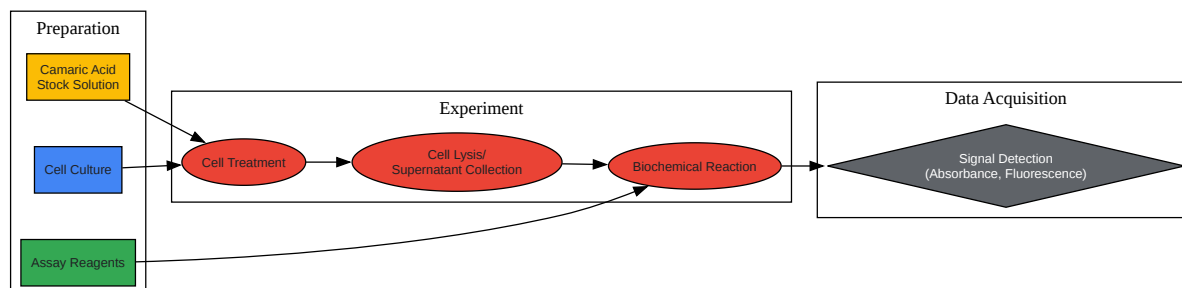 Preparation
Camaric Acid
Stock Solution
Cell Culture
Assay Reagents
Experiment
Cell Treatment
Cell Lysis/
Supernatant Collection
Biochemical Reaction
Data Acquisition
Signal Detection
(Absorbance, Fluorescence)